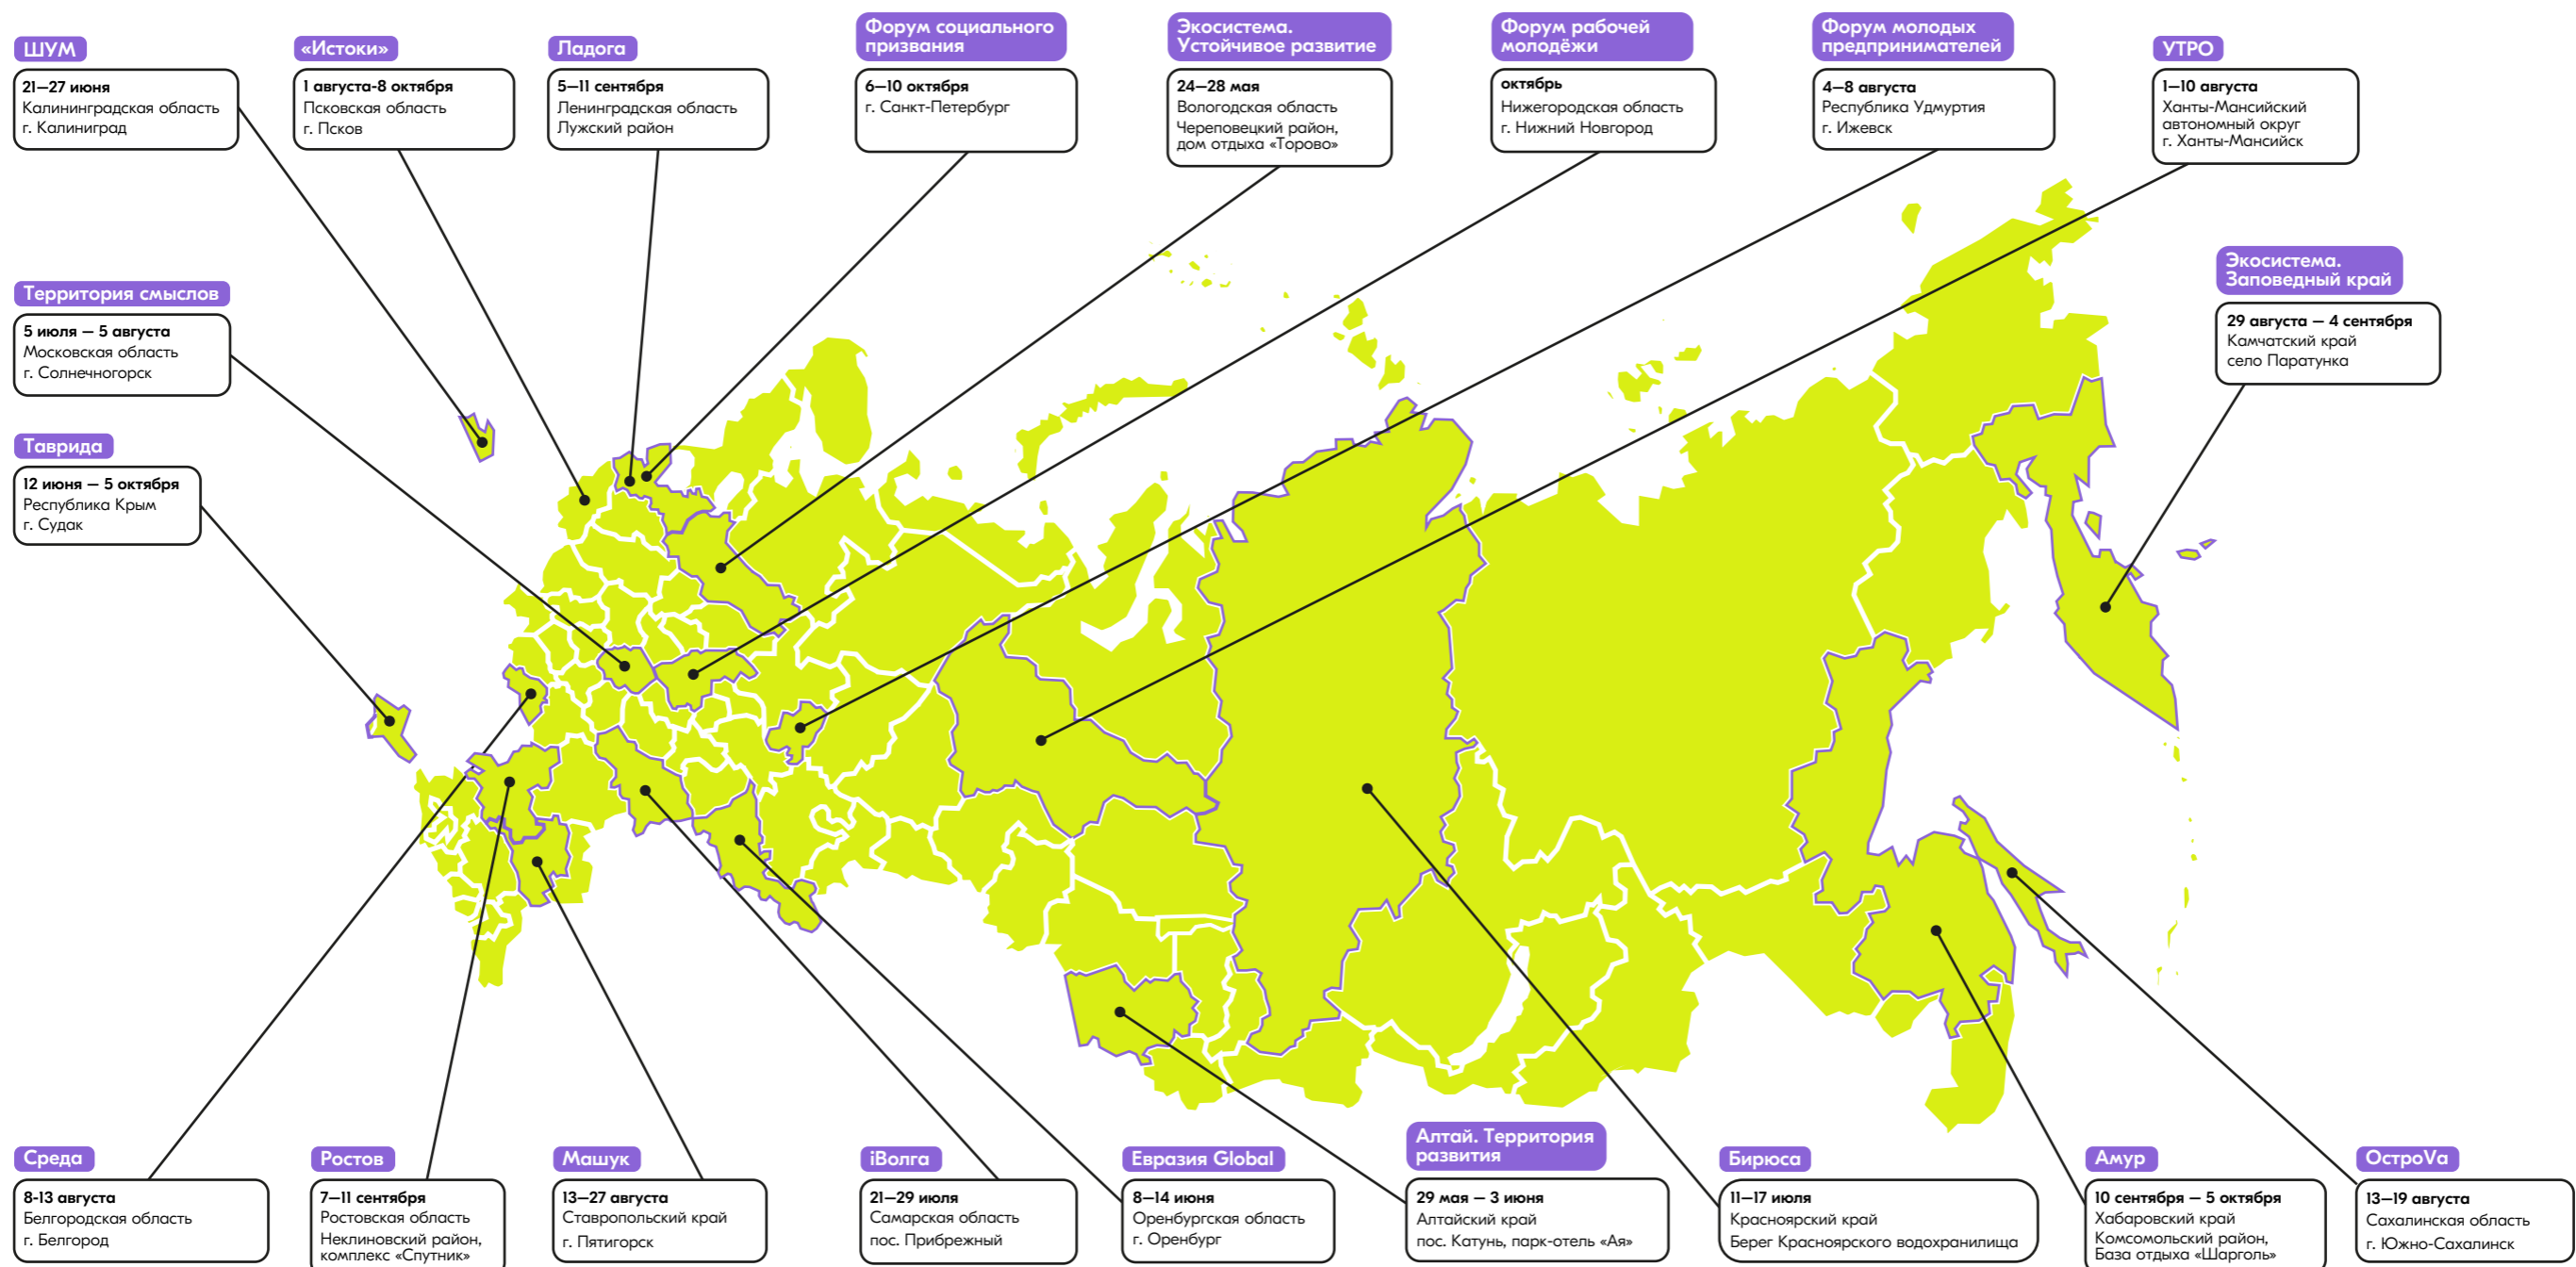 ШУМ
21–27 июня
Калининградская область
г. Калиниград
«Истоки»
1 августа-8 октября
Псковская область
г. Псков
Ладога
5–11 сентября
Ленинградская область
Лужский район
Форум социального
призвания
6–10 октября
г. Санкт-Петербург
Экосистема.
Устойчивое развитие
24–28 мая
Вологодская область
Череповецкий район,
дом отдыха «Торово»
Форум рабочей
молодёжи
октябрь
Нижегородская область
г. Нижний Новгород
Форум молодых
предпринимателей
4–8 августа
Республика Удмуртия
г. Ижевск
УТРО
1–10 августа
Ханты-Мансийский
автономный округ
г. Ханты-Мансийск
Территория смыслов
5 июля – 5 августа
Московская область
г. Солнечногорск
Экосистема.
Заповедный край
29 августа – 4 сентября
Камчатский край
село Паратунка
Таврида
12 июня – 5 октября
Республика Крым
г. Судак
Среда
8-13 августа
Белгородская область
г. Белгород
Ростов
7–11 сентября
Ростовская область
Неклиновский район,
комплекс «Спутник»
Машук
13–27 августа
Ставропольский край
г. Пятигорск
iВолга
21–29 июля
Самарская область
пос. Прибрежный
Евразия Global
8–14 июня
Оренбургская область
г. Оренбург
Алтай. Территория
развития
29 мая – 3 июня
Алтайский край
пос. Катунь, парк-отель «Ая»
Бирюса
11–17 июля
Красноярский край
Берег Красноярского водохранилища
Амур
10 сентября – 5 октября
Хабаровский край
Комсомольский район,
База отдыха «Шарголь»
ОстроVа
13–19 августа
Сахалинская область
г. Южно-Сахалинск